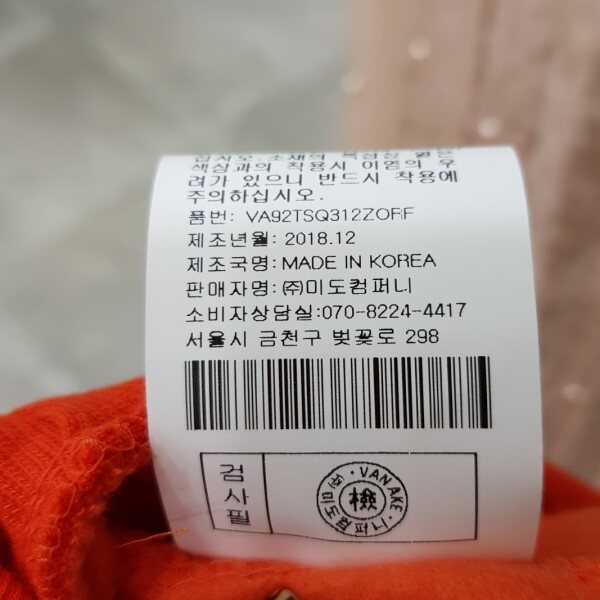 색상과의 착용시 이염의 우
려가 있으니 반드시 착용에
주의하십시오.
품번: VA92TSQ312ZORF
제조년월: 2018.12
제조국명: MADE IN KOREA
판매자명: ㈜미도컴퍼니
소비자상담실:070-8224-4417
서울시 금천구 벚꽃로 298
검사필
VAN AKE
檢
㈜미도컴퍼니